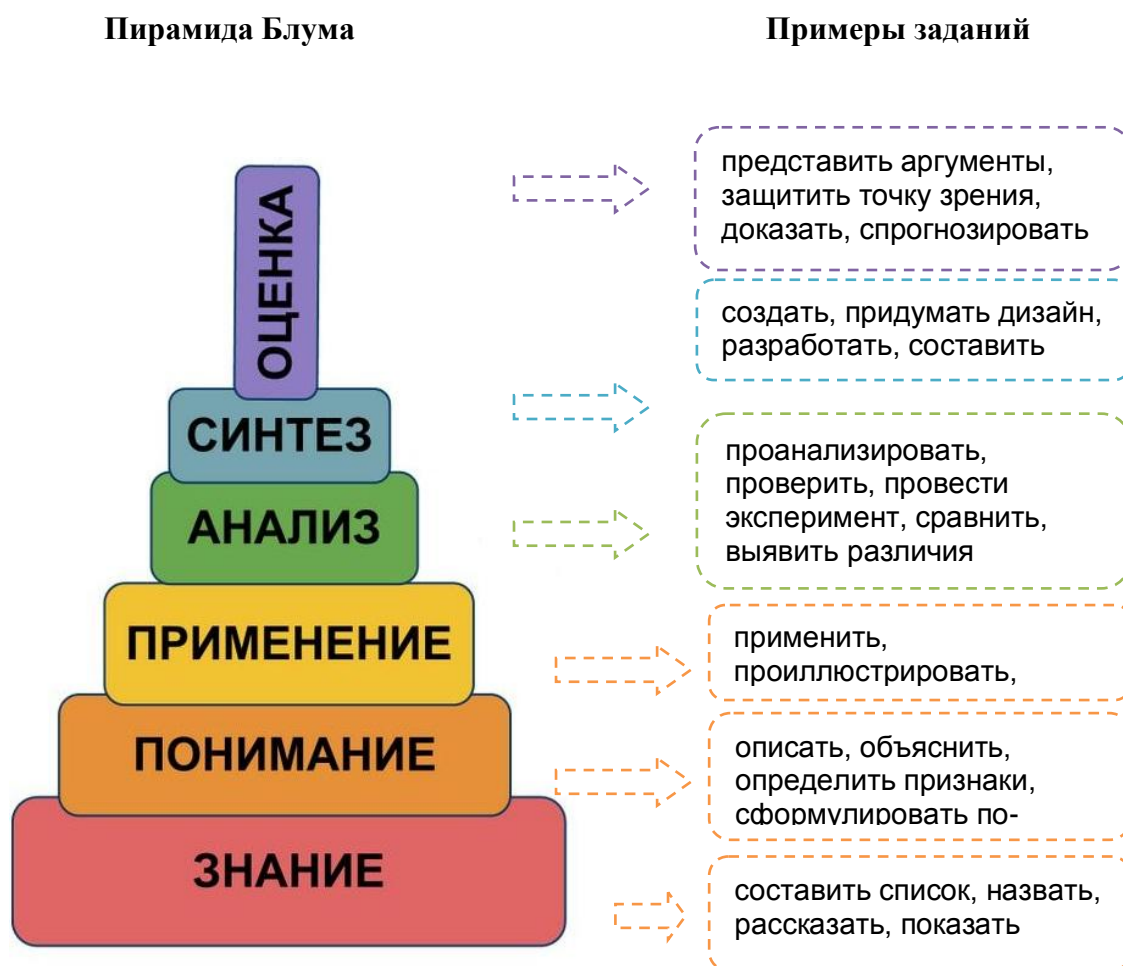 Пирамида Блума
Примеры заданий
ОЦЕНКА
представить аргументы,
защитить точку зрения,
доказать, спрогнозировать
СИНТЕЗ
создать, придумать дизайн,
разработать, составить
АНАЛИЗ
проанализировать,
проверить, провести
эксперимент, сравнить,
выявить различия
ПРИМЕНЕНИЕ
применить,
проиллюстрировать,
ПОНИМАНИЕ
описать, объяснить,
определить признаки,
сформулировать по-
ЗНАНИЕ
составить список, назвать,
рассказать, показать